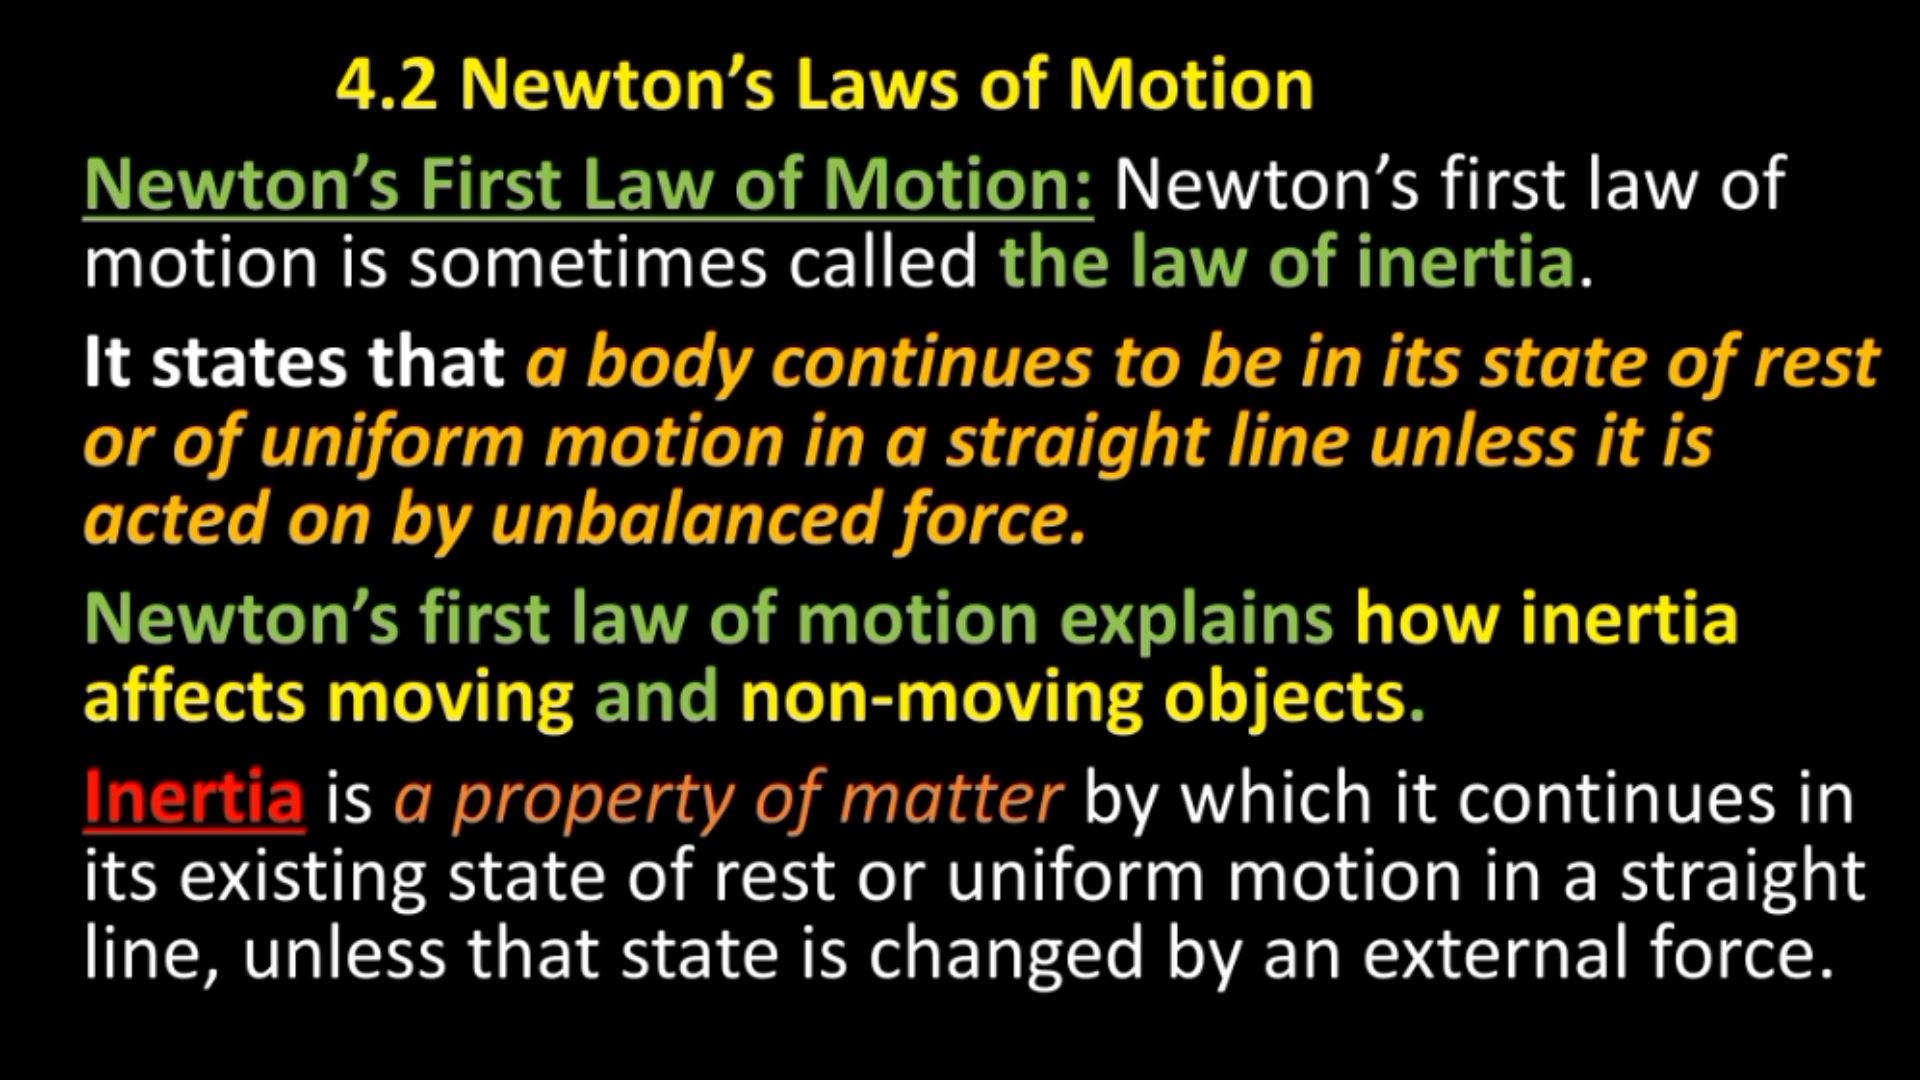 4.2 Newton’s Laws of Motion
Newton’s First Law of Motion: Newton’s first law of
motion is sometimes called the law of inertia.
It states that a body continues to be in its state of rest
or of uniform motion in a straight line unless it is
acted on by unbalanced force.
Newton’s first law of motion explains how inertia
affects moving and non-moving objects.
Inertia is a property of matter by which it continues in
its existing state of rest or uniform motion in a straight
line, unless that state is changed by an external force.